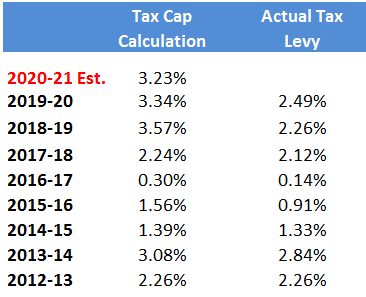 Tax Cap Actual Tax
Calculation Levy
2020-21 Est. 3.23%
2019-20 3.34% 2.49%
2018-19 3.57% 2.26%
2017-18 2.24% 2.12%
2016-17 0.30% 0.14%
2015-16 1.56% 0.91%
2014-15 1.39% 1.33%
2013-14 3.08% 2.84%
2012-13 2.26% 2.26%